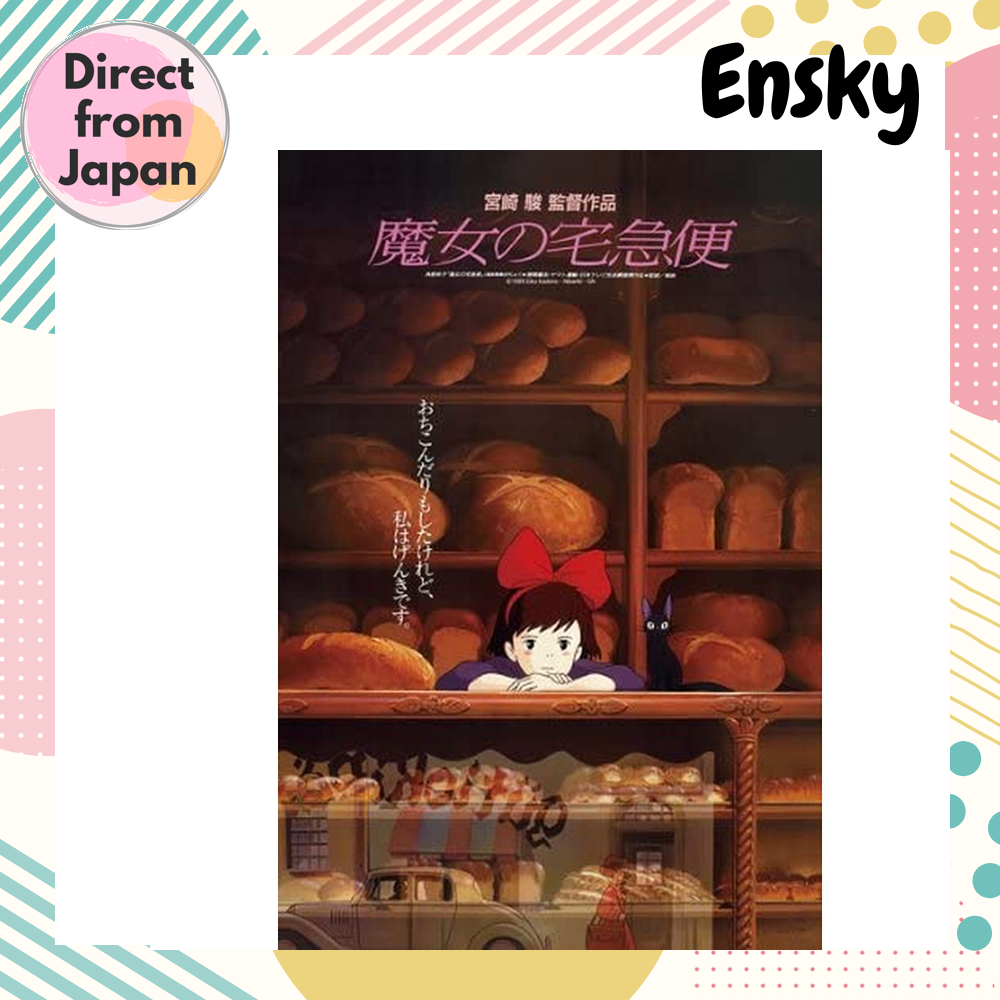 Direct
from
Japan
Ensky
宮崎 駿 監督作品
魔女の宅急便
おちこんだりもしたけれど、
私はげんきです。